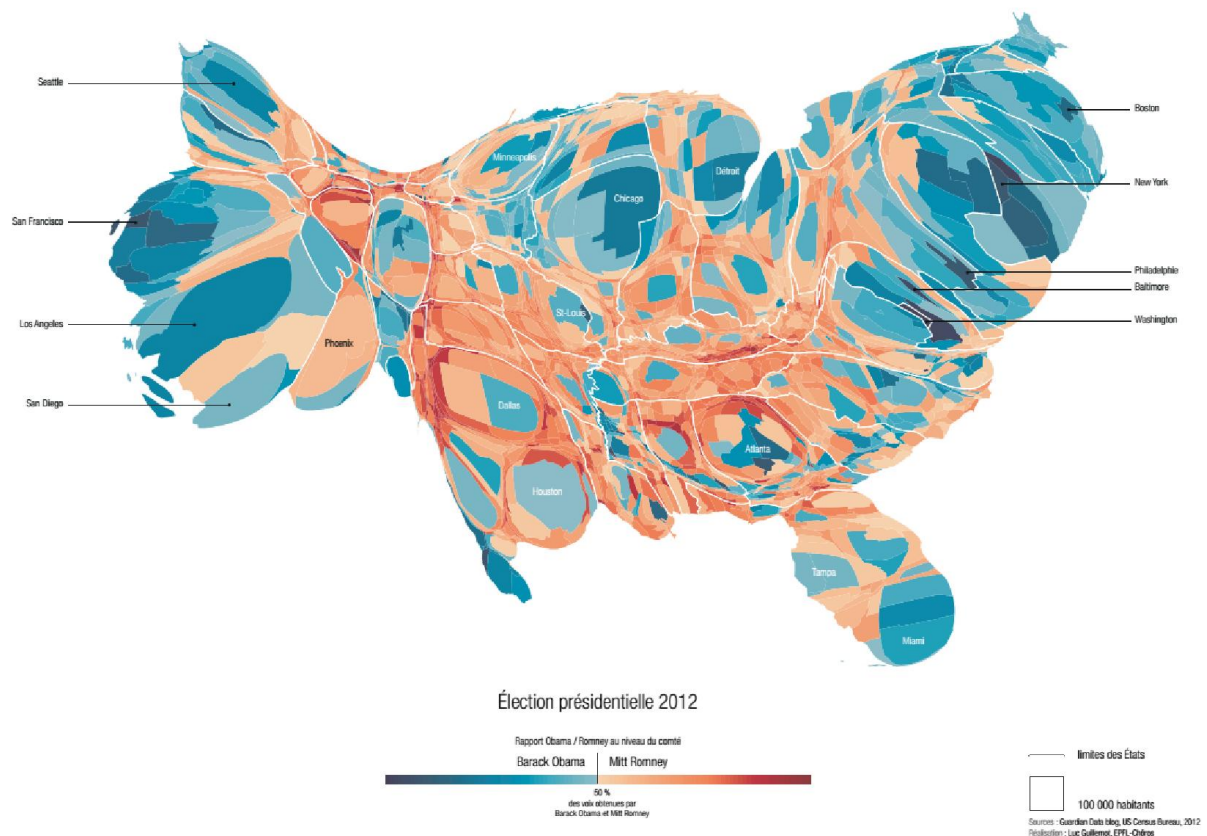 Seattle
Boston
Minneapolis
Détroit
New York
Chicago
San Francisco
Philadelphie
Baltimore
St-Louis
Washington
Los Angeles
Phoenix
San Diego
Dallas
Atlanta
Houston
Tampa
Miami
Élection présidentielle 2012
Rapport Obama / Romney au niveau du comté
Barack Obama Mitt Romney
50 %
des voix obtenues par
Barack Obama et Mitt Romney
limites des États
100 000 habitants
Sources : Guardian Data blog, US Census Bureau, 2012
Réalisation : Luc Guillemot, EPFL-Chôros